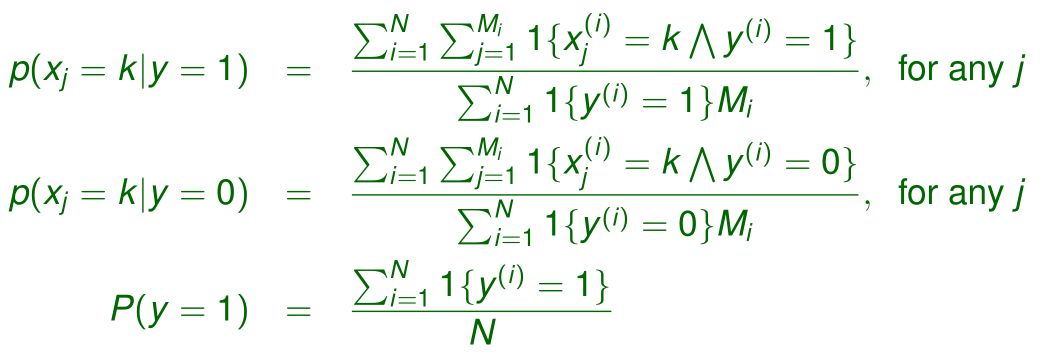 p(x_j = k|y = 1) = \frac{\sum_{i=1}^{N} \sum_{j=1}^{M_i} 1\{x_j^{(i)} = k \bigwedge y^{(i)} = 1\}}{\sum_{i=1}^{N} 1\{y^{(i)} = 1\}M_i}, for any j
p(x_j = k|y = 0) = \frac{\sum_{i=1}^{N} \sum_{j=1}^{M_i} 1\{x_j^{(i)} = k \bigwedge y^{(i)} = 0\}}{\sum_{i=1}^{N} 1\{y^{(i)} = 0\}M_i}, for any j
P(y = 1) = \frac{\sum_{i=1}^{N} 1\{y^{(i)} = 1\}}{N}